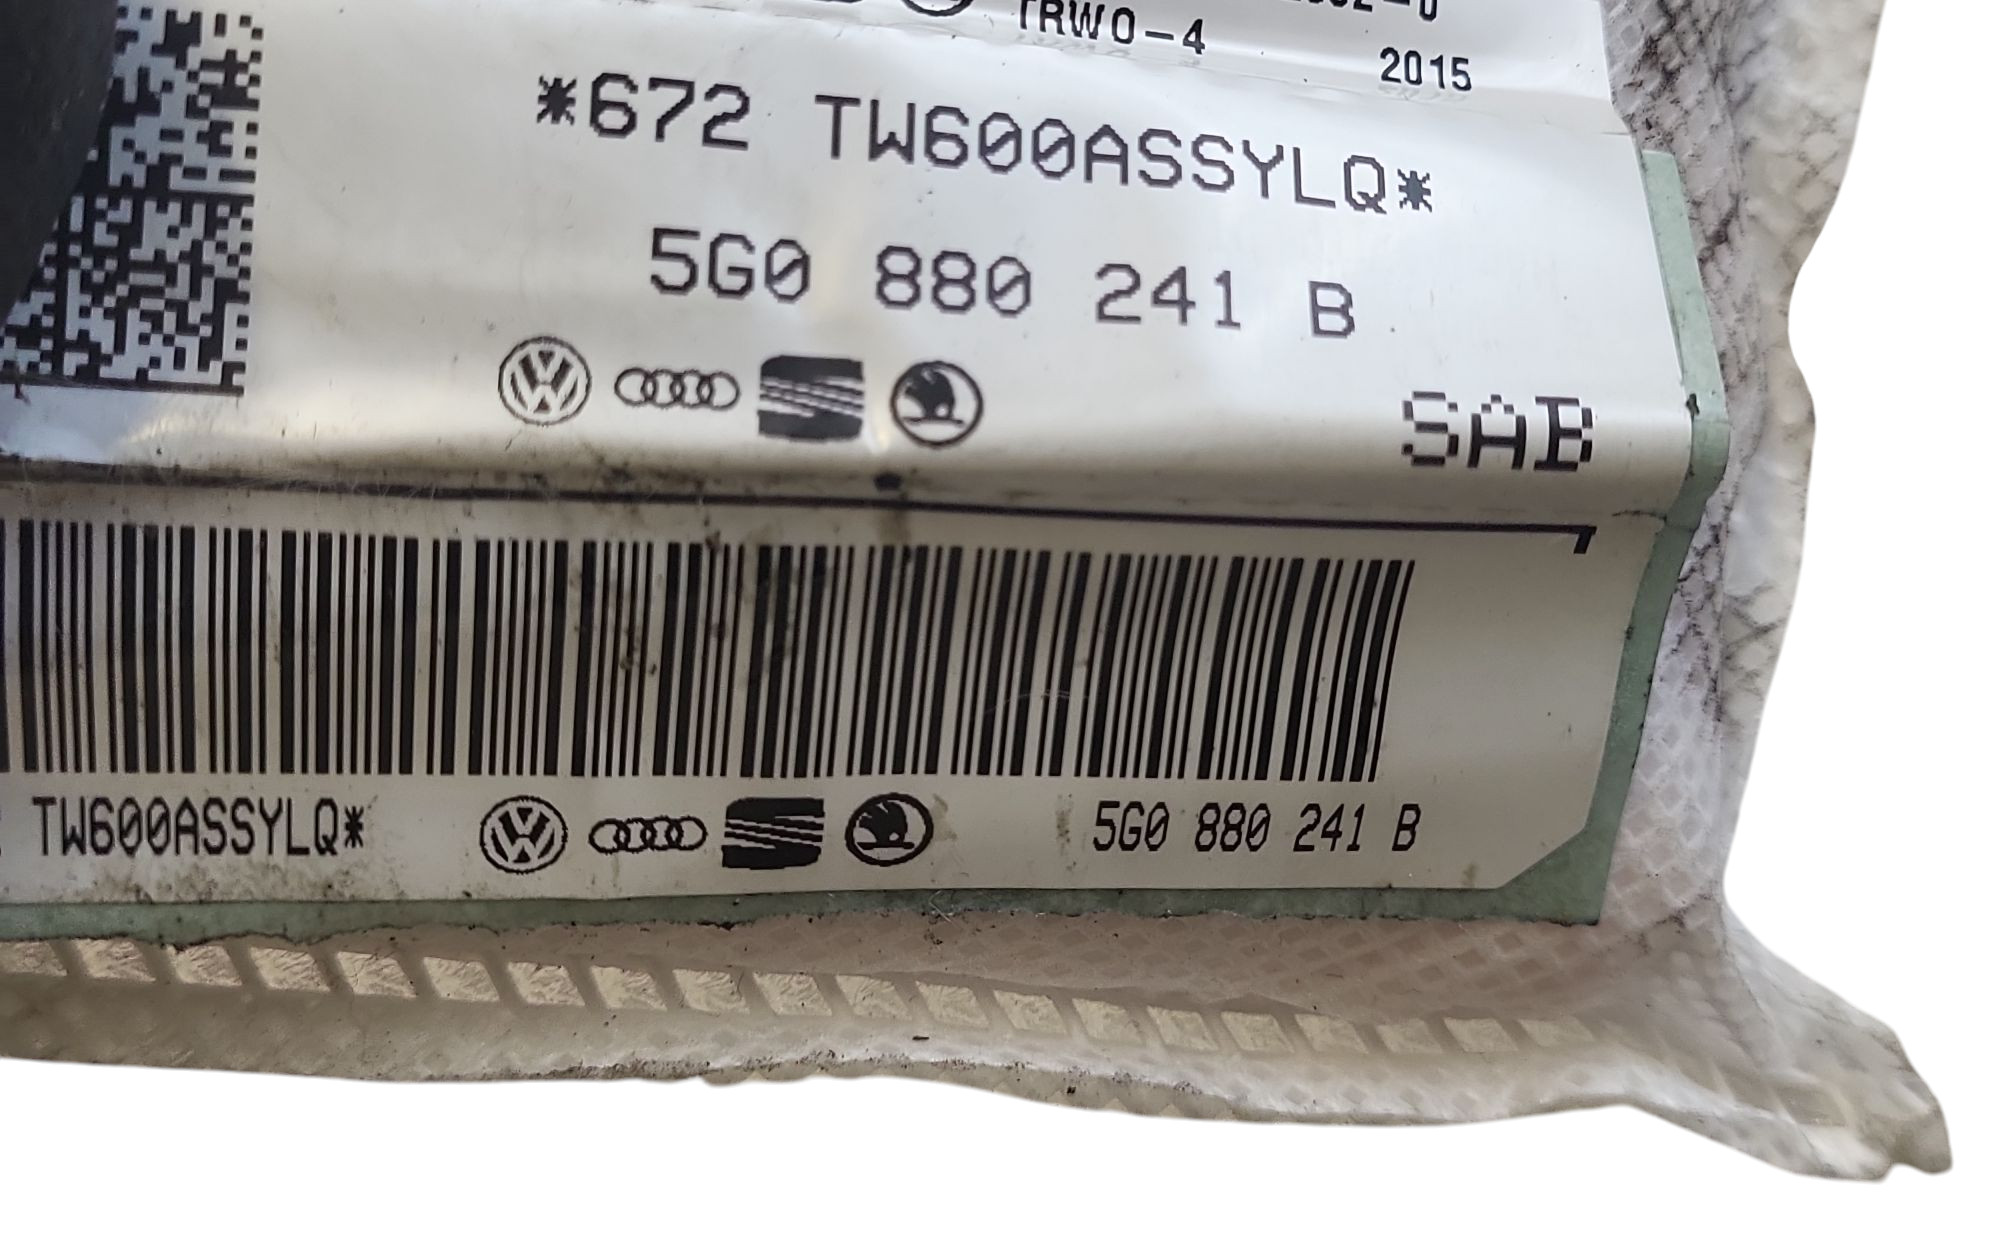 TRW0-4
2015
*672 TW600ASSYLQ*
5G0 880 241 B
SAB
TW600ASSYLQ*
5G0 880 241 B